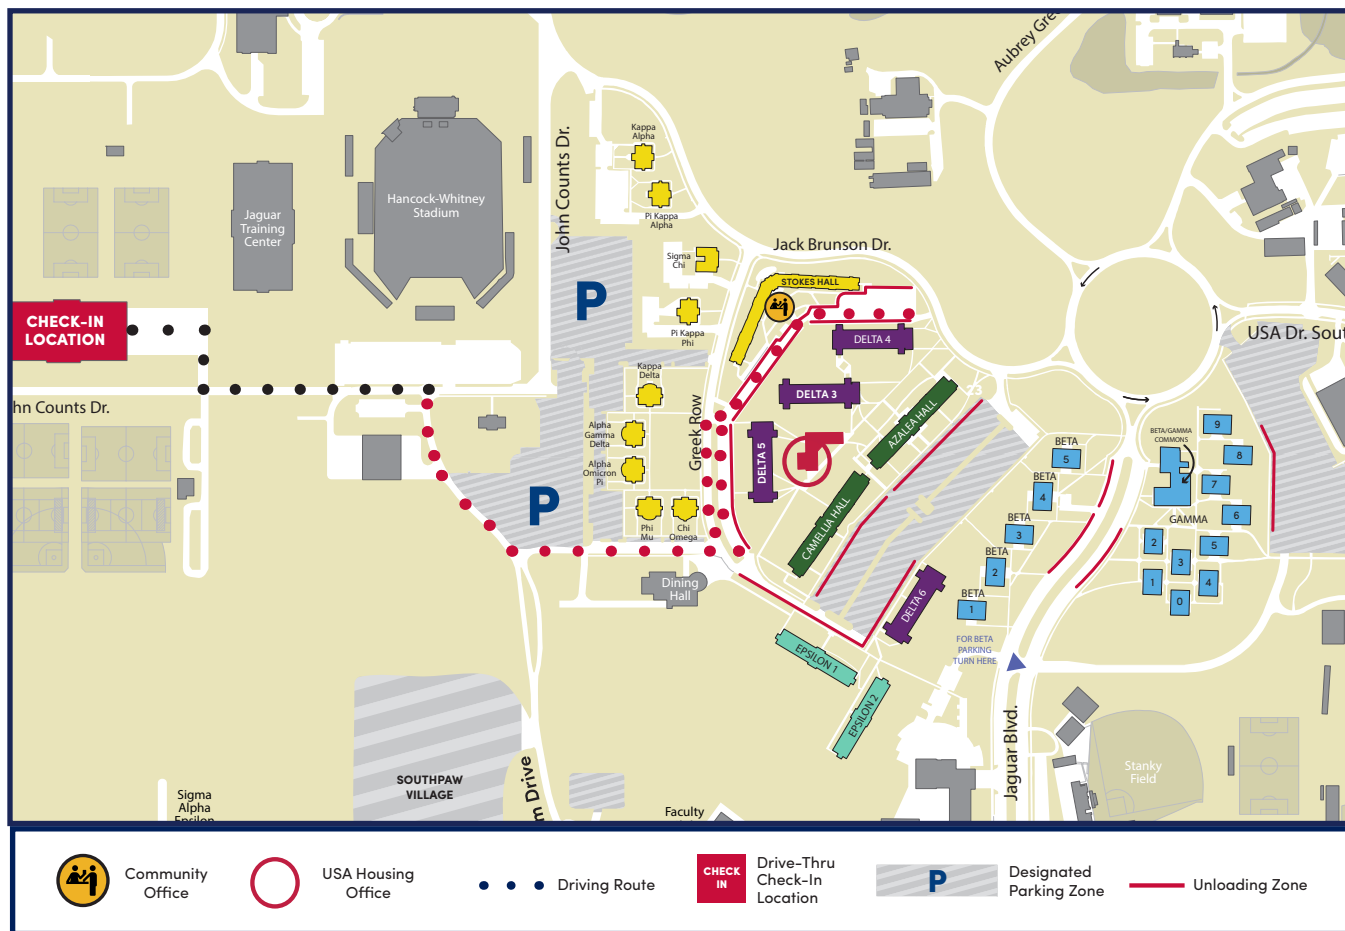 Aubrey Gre
Kappa
Alpha
John Counts Dr.
Hancock-Whitney
Stadium
Jaguar
Training
Center
Pi Kappa
Alpha
Jack Brunson Dr.
Sigma
Chi
STOKES HALL
P
CHECK-IN
LOCATION
Pi Kappa
Phi
DELTA 4
USA Dr. Sout
Kappa
Delta
DELTA 3
23
hn Counts Dr.
Greek Row
AZALEA HALL
Alpha
Gamma
Delta
DELTA 5
BETA
5
BETA/GAMMA
COMMONS
9
8
Alpha
Omicron
Pi
BETA
4
7
P
CAMELLIA HALL
Phi
Mu
Chi
Omega
BETA
3
GAMMA
6
2
5
3
BETA
2
1
4
0
Dining
Hall
DELTA 6
BETA
1
EPSILON 1
FOR BETA
PARKING
TURN HERE
EPSILON 2
Jaguar Blvd.
SOUTHPAW
VILLAGE
m Drive
Stanky
Field
Sigma
Alpha
Epsilon
Faculty
Community
Office
USA Housing
Office
Driving Route
CHECK
IN
Drive-Thru
Check-In
Location
P
Designated
Parking Zone
Unloading Zone